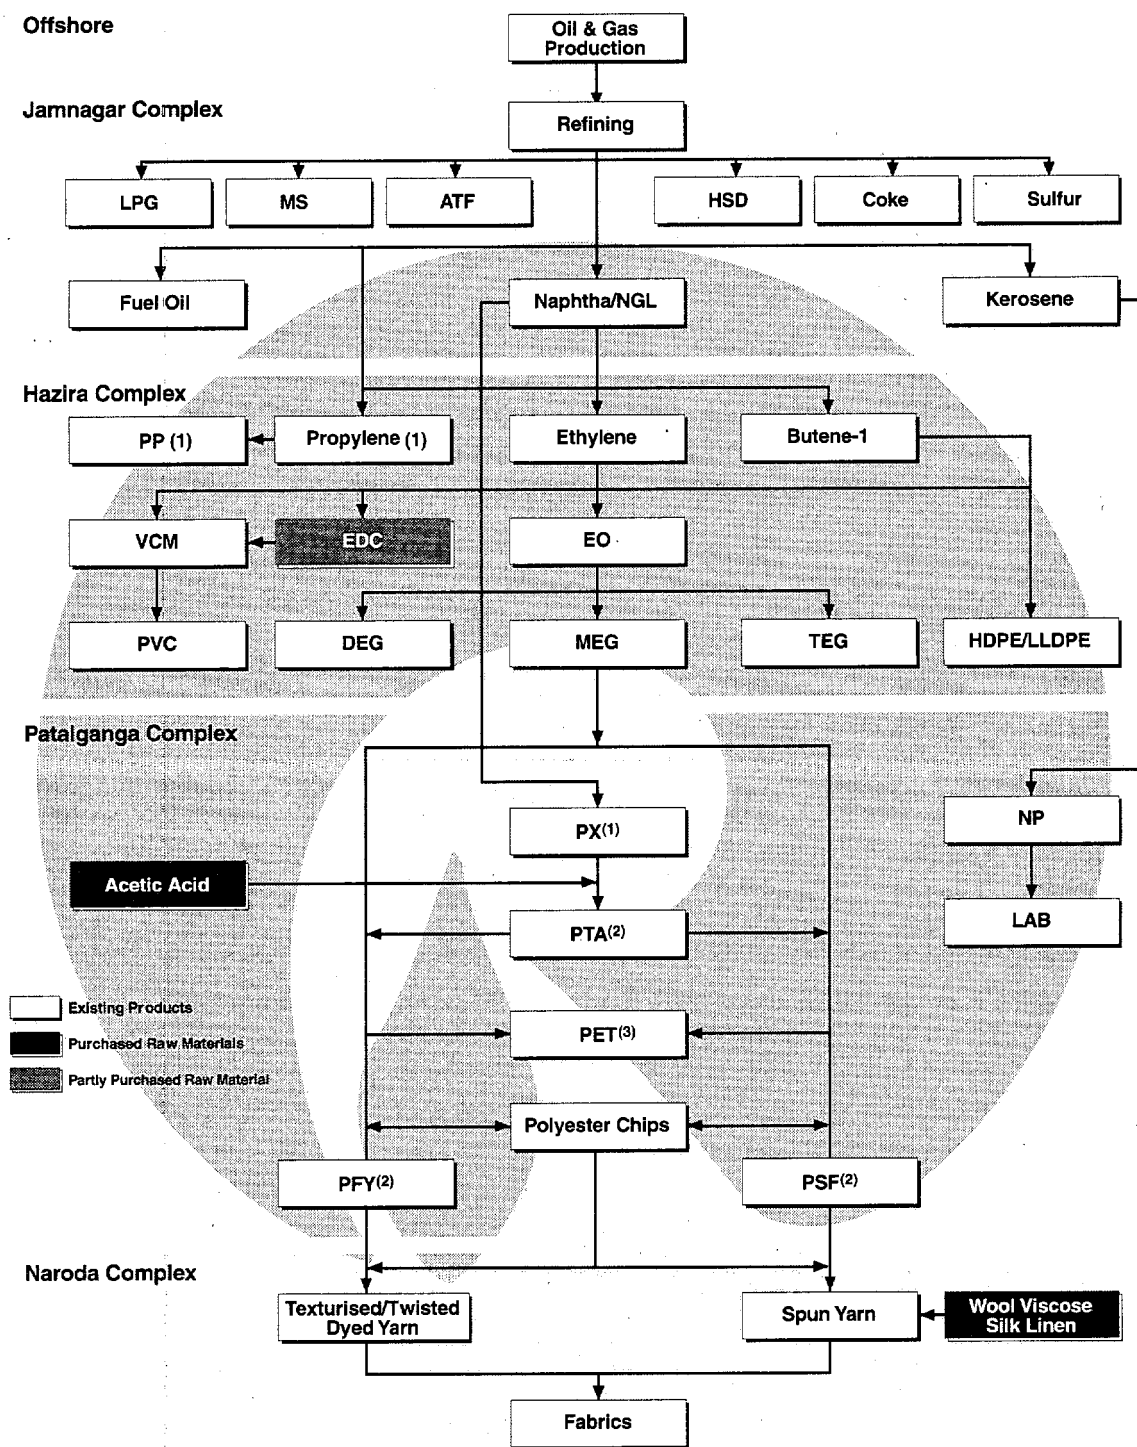 Offshore
Oil & Gas
Production
Jamnagar Complex
Refining
LPG
MS
ATF
HSD
Coke
Sulfur
Fuel Oil
Naphtha/NGL
Kerosene
Hazira Complex
PP (1)
Propylene (1)
Ethylene
Butene-1
VCM
EDC
EO
PVC
DEG
MEG
TEG
HDPE/LLDPE
Patalganga Complex
PX(1)
NP
Acetic Acid
PTA(2)
LAB
Existing Products
PET(3)
Purchased Raw Materials
Partly Purchased Raw Material
Polyester Chips
PFY(2)
PSF(2)
Naroda Complex
Texturised/Twisted
Dyed Yarn
Spun Yarn
Wool Viscose
Silk Linen
Fabrics